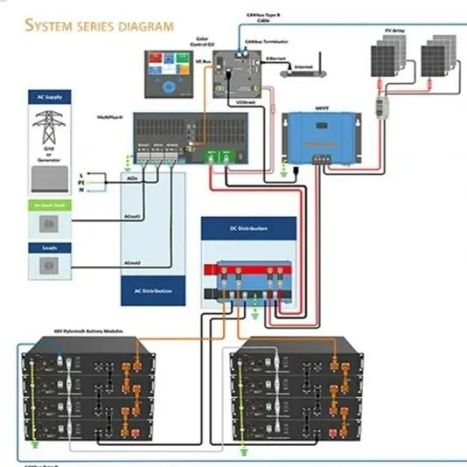 SYSTEM SERIES DIAGRAM
CANbus Type B
Cable
Color
Control GX
CANbus Terminator
VE Bus
Ethernet
Internet
PV Array
AC Supply
MultiPlus-II
VE.Direct
MPPT
Grid
or
Generator
L
PE
N
ACin
ACout1
Loads
ACout2
DC Distribution
AC Distribution
48V Pylontech Battery Modules
CANbus Type B